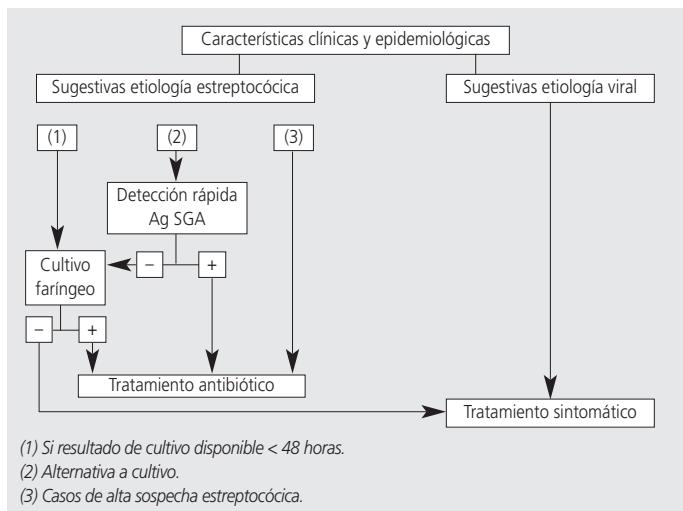 Características clínicas y epidemiológicas
Sugestivas etiología estreptocócica
Sugestivas etiología viral
(1)
(2)
(3)
Detección rápida
Ag SGA
Cultivo
faríngeo
–
+
–
+
Tratamiento antibiótico
Tratamiento sintomático
(1) Si resultado de cultivo disponible < 48 horas.
(2) Alternativa a cultivo.
(3) Casos de alta sospecha estreptocócica.